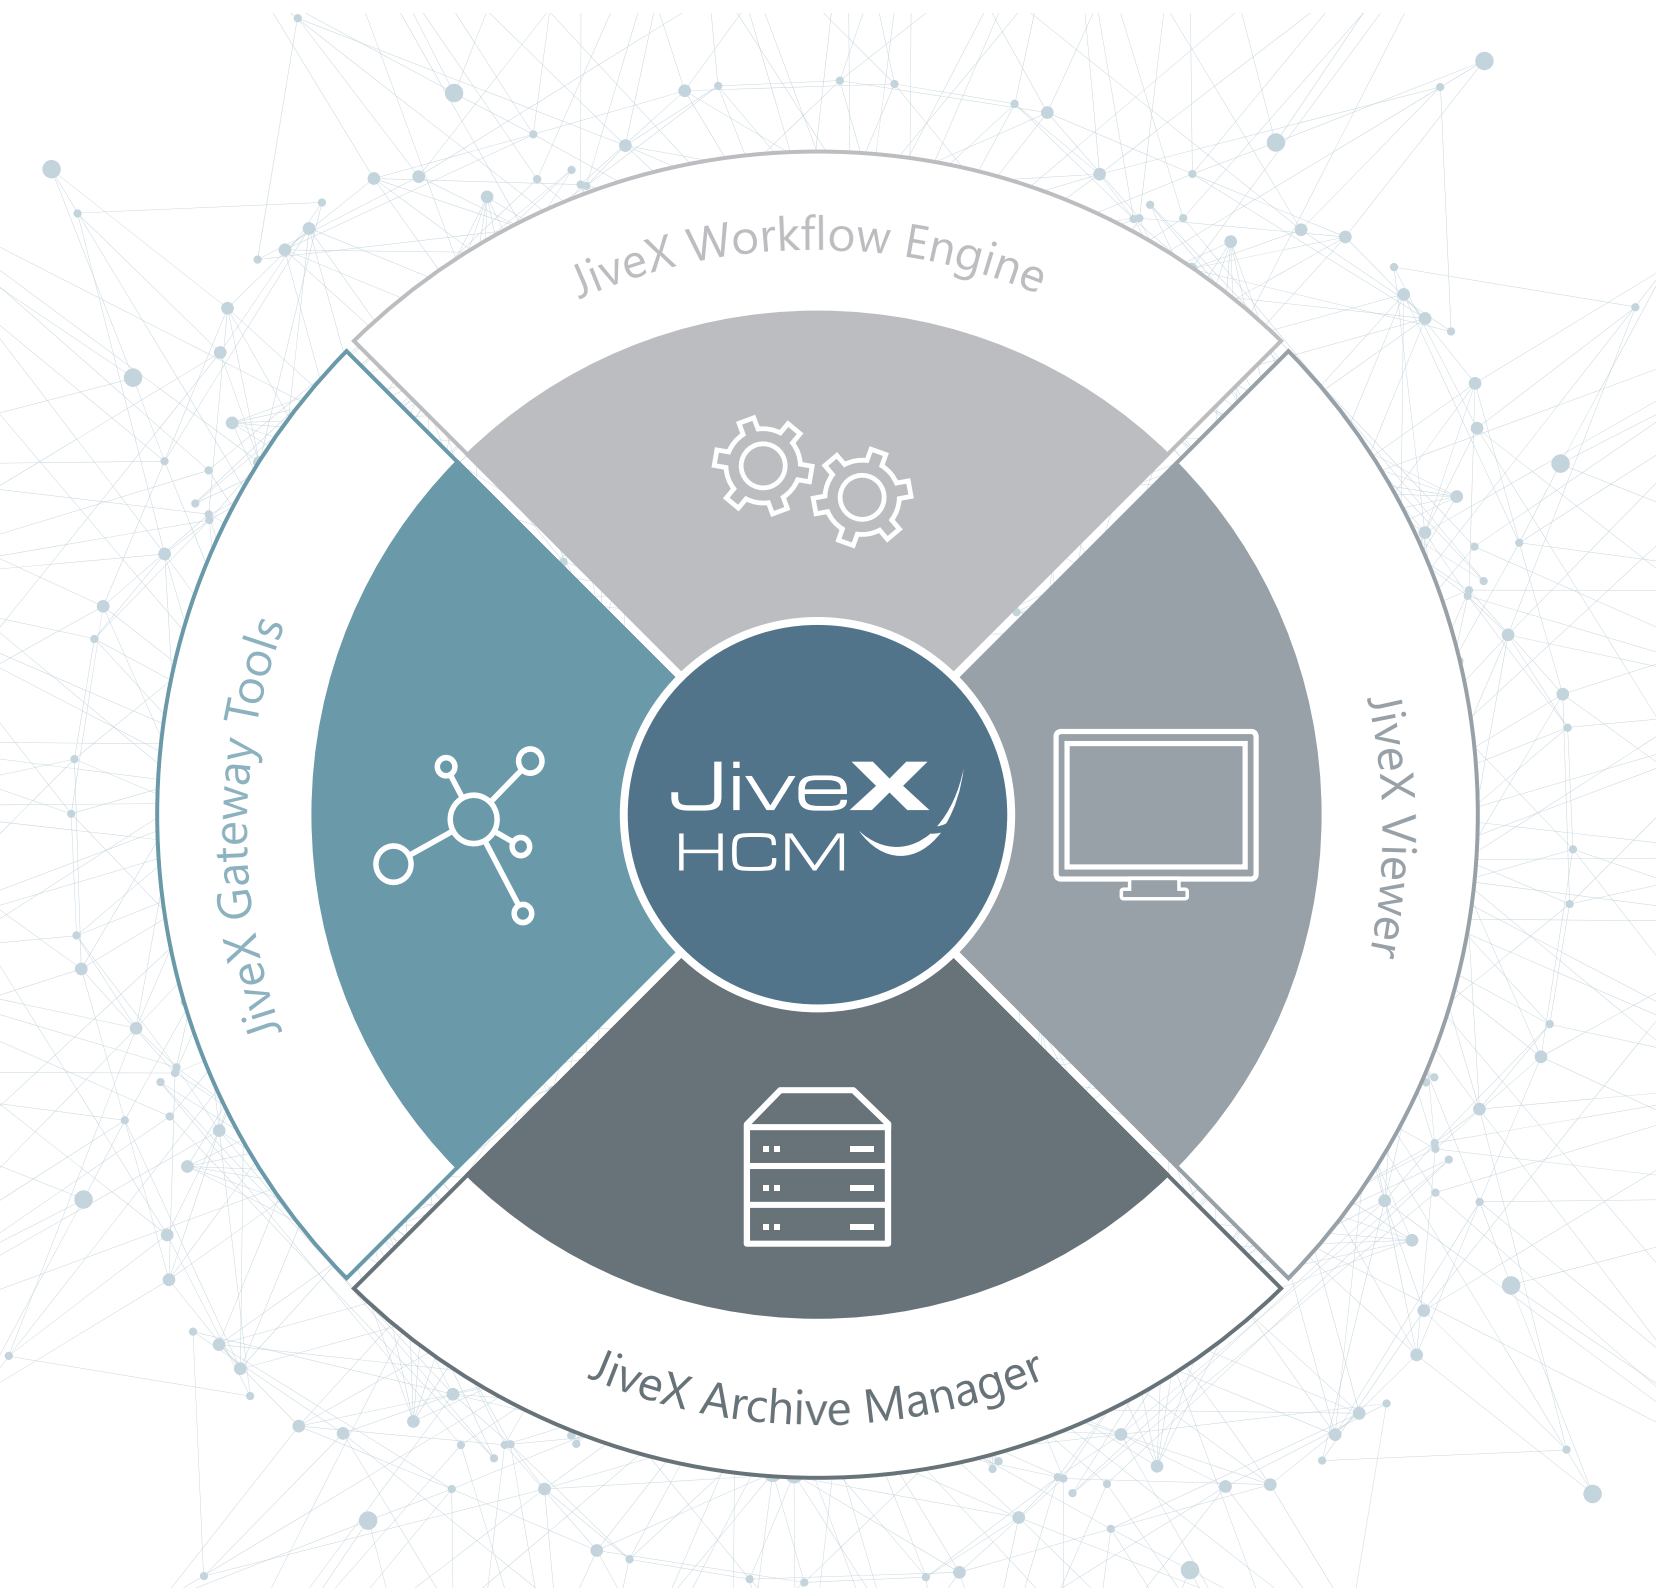 JiveX Workflow Engine
JiveX Gateway Tools
JiveX
HCM
JiveX Viewer
JiveX Archive Manager